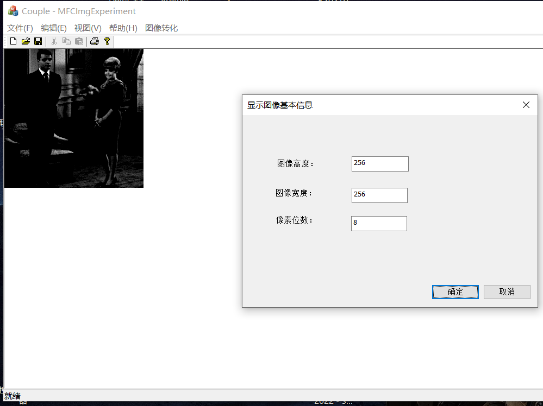 Couple - MFCImgExperiment
文件(F) 编辑(E) 视图(V) 帮助(H) 图像转化
显示图像基本信息
图像高度： 256
图像宽度： 256
像素位数： 8
确定 取消
就绪